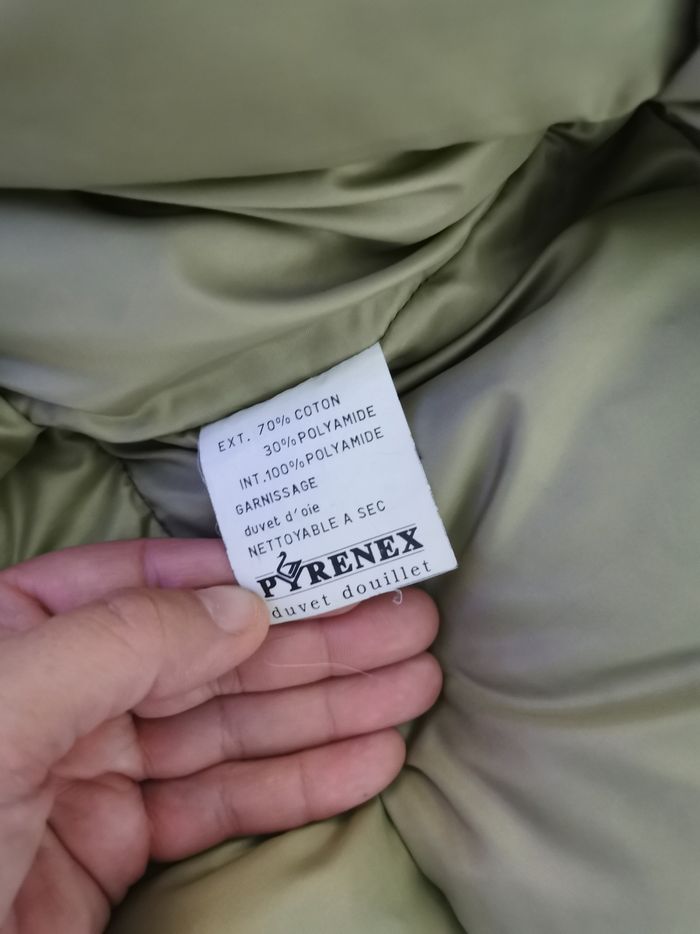 EXT. 70% COTON
30% POLYAMIDE
INT.100% POLYAMIDE
GARNISSAGE
duvet d'oie
NETTOYABLE A SEC
PYRENEX
duvet douillet